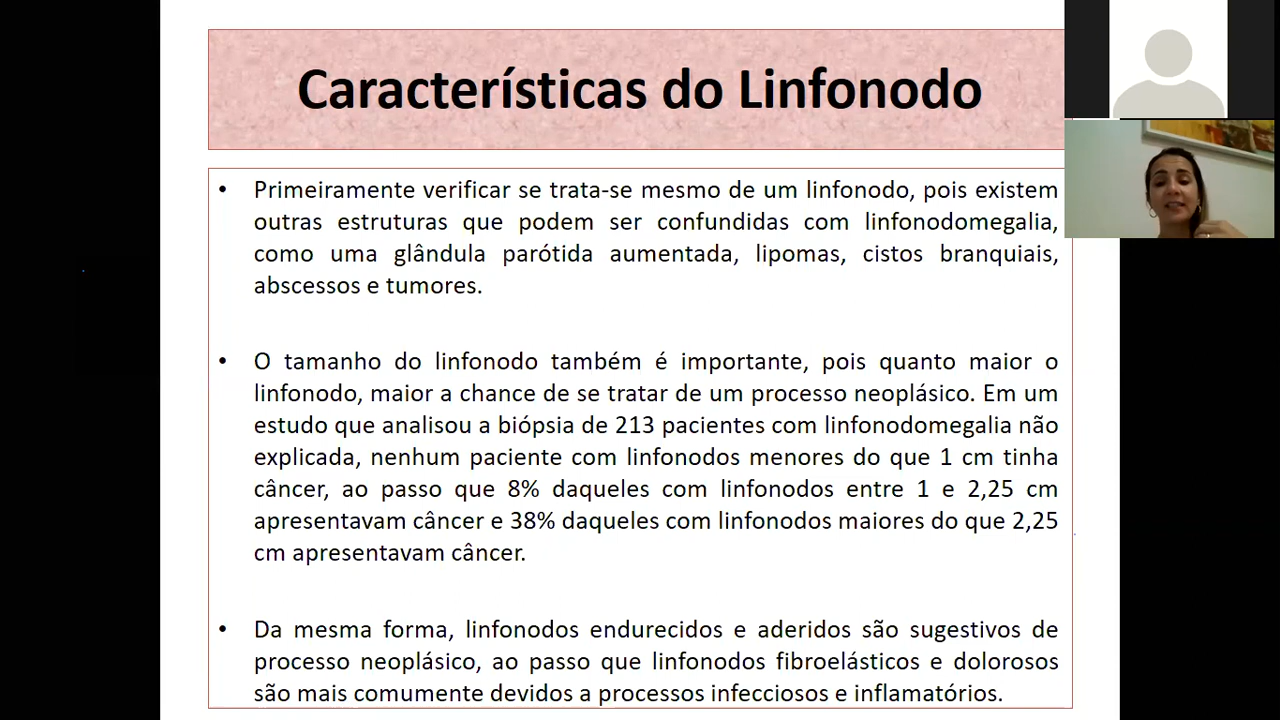 Características do Linfonodo
• Primeiramente verificar se trata-se mesmo de um linfonodo, pois existem
outras estruturas que podem ser confundidas com linfonodomegalia,
como uma glândula parótida aumentada, lipomas, cistos branquiais,
abscessos e tumores.
• O tamanho do linfonodo também é importante, pois quanto maior o
linfonodo, maior a chance de se tratar de um processo neoplásico. Em um
estudo que analisou a biópsia de 213 pacientes com linfonodomegalia não
explicada, nenhum paciente com linfonodos menores do que 1 cm tinha
câncer, ao passo que 8% daqueles com linfonodos entre 1 e 2,25 cm
apresentavam câncer e 38% daqueles com linfonodos maiores do que 2,25
cm apresentavam câncer.
• Da mesma forma, linfonodos endurecidos e aderidos são sugestivos de
processo neoplásico, ao passo que linfonodos fibroelásticos e dolorosos
são mais comumente devidos a processos infecciosos e inflamatórios.